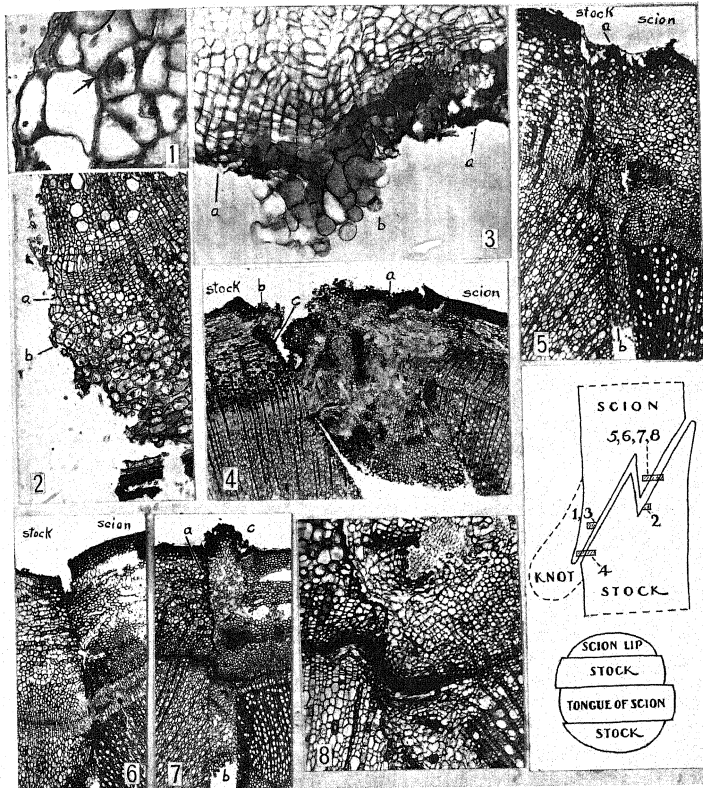 1
a
b
2
a
a
b
3
stock
b
c
a
scion
4
stock
scion
a
b
5
stock
scion
6
a
c
b
7
8
SCION
5,6,7,8
1,3
2
4
KNOT
STOCK
SCION LIP
STOCK
TONGUE OF SCION
STOCK